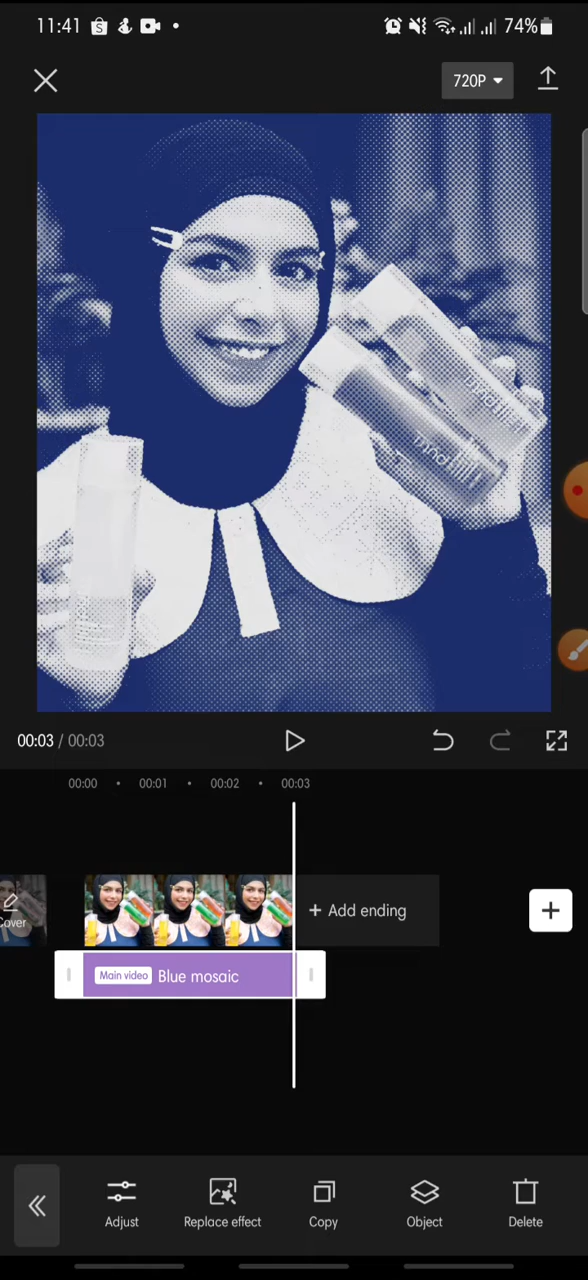 11:41
74%
720P
00:03 / 00:03
00:00 00:01 00:02 00:03
Cover
+ Add ending
Main video Blue mosaic
Adjust Replace effect Copy Object Delete